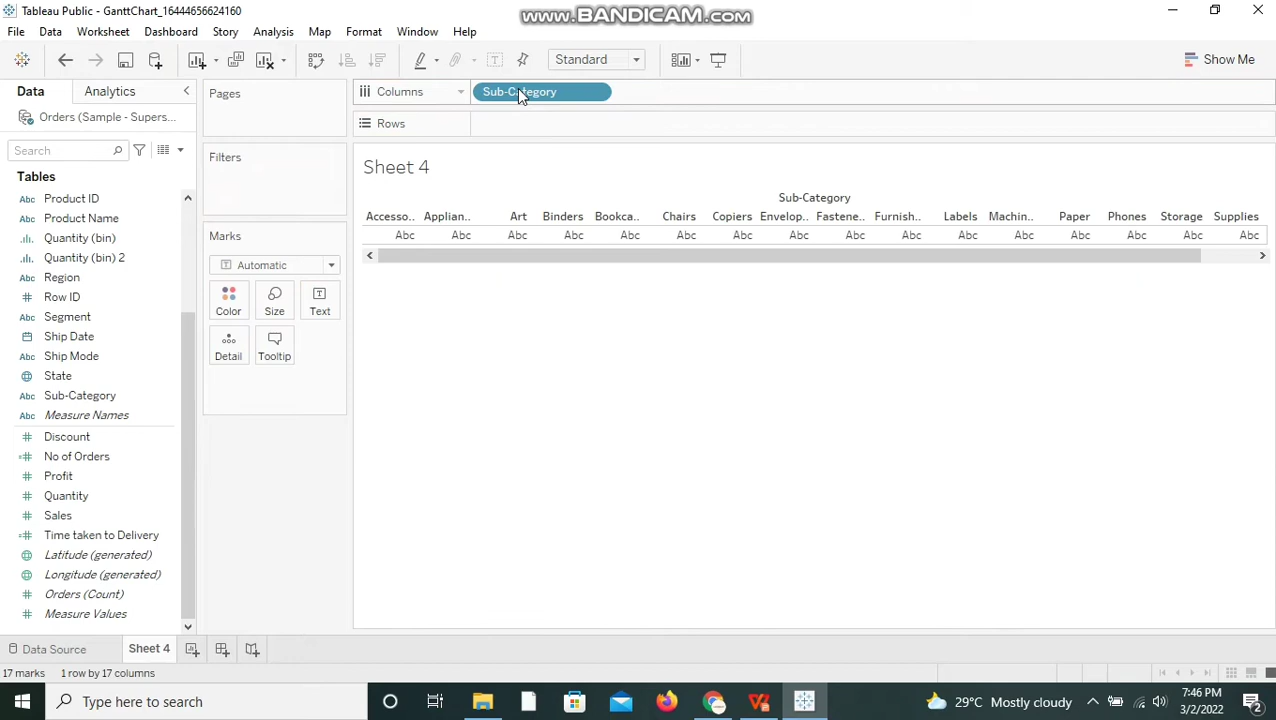 Tableau Public - GanttChart_16444656624160
www.BANDICAM.com
File Data Worksheet Dashboard Story Analysis Map Format Window Help
Standard
Show Me
Data Analytics
Orders (Sample - Supers...
Search
Tables
Product ID
Product Name
Quantity (bin)
Quantity (bin) 2
Region
Row ID
Segment
Ship Date
Ship Mode
State
Sub-Category
Measure Names
Discount
No of Orders
Profit
Quantity
Sales
Time taken to Delivery
Latitude (generated)
Longitude (generated)
Orders (Count)
Measure Values
Pages
Filters
Marks
Automatic
Color Size Text
Detail Tooltip
Columns Sub-Category
Rows
Sheet 4
Sub-Category
Accesso.. Applian.. Art Binders Bookca.. Chairs Copiers Envelop.. Fastene.. Furnish.. Labels Machin.. Paper Phones Storage Supplies
Abc Abc Abc Abc Abc Abc Abc Abc Abc Abc Abc Abc Abc Abc Abc Abc
Data Source Sheet 4
17 marks 1 row by 17 columns
Type here to search
29°C Mostly cloudy
7:46 PM
3/2/2022
2